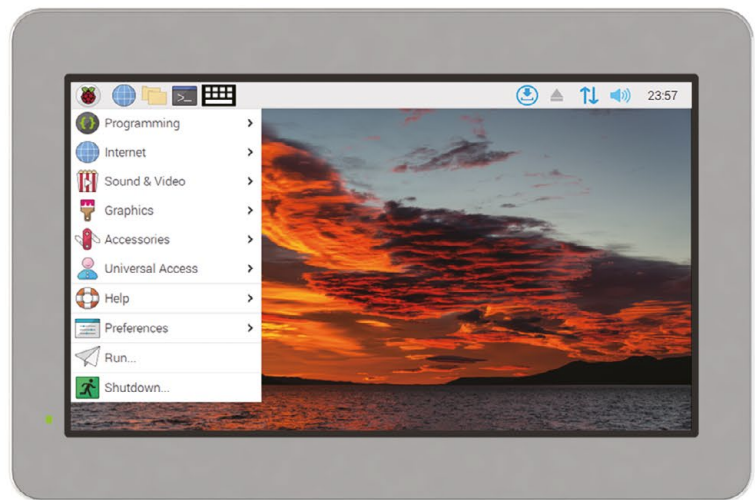 23:57
Programming
Internet
Sound & Video
Graphics
Accessories
Universal Access
Help
Preferences
Run...
Shutdown...